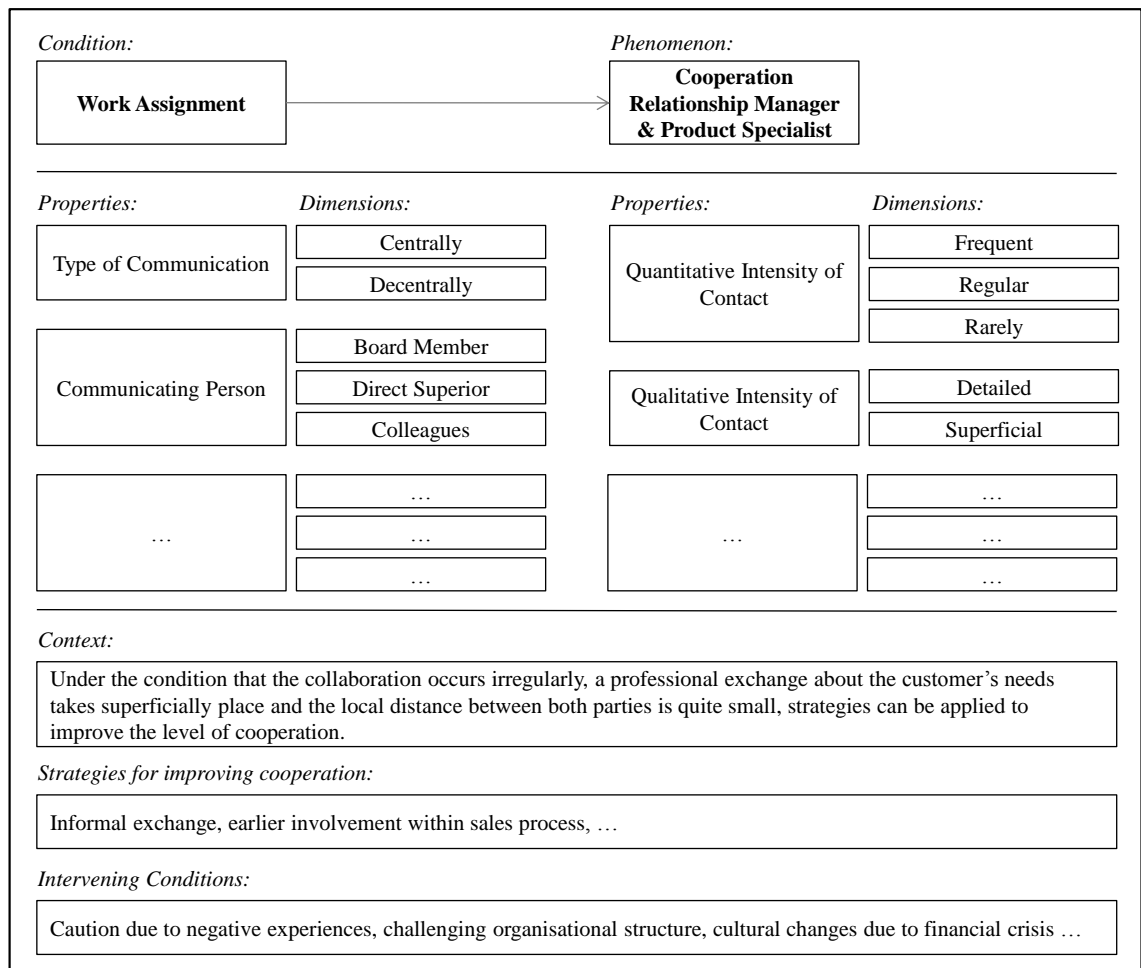 Condition:
Phenomenon:
Work Assignment
Cooperation
Relationship Manager
& Product Specialist
Properties:
Dimensions:
Properties:
Dimensions:
Type of Communication
Centrally
Decentrally
Quantitative Intensity of
Contact
Frequent
Regular
Rarely
Communicating Person
Board Member
Direct Superior
Colleagues
Qualitative Intensity of
Contact
Detailed
Superficial
…
…
…
…
…
…
…
…
Context:
Under the condition that the collaboration occurs irregularly, a professional exchange about the customer’s needs
takes superficially place and the local distance between both parties is quite small, strategies can be applied to
improve the level of cooperation.
Strategies for improving cooperation:
Informal exchange, earlier involvement within sales process, …
Intervening Conditions:
Caution due to negative experiences, challenging organisational structure, cultural changes due to financial crisis …